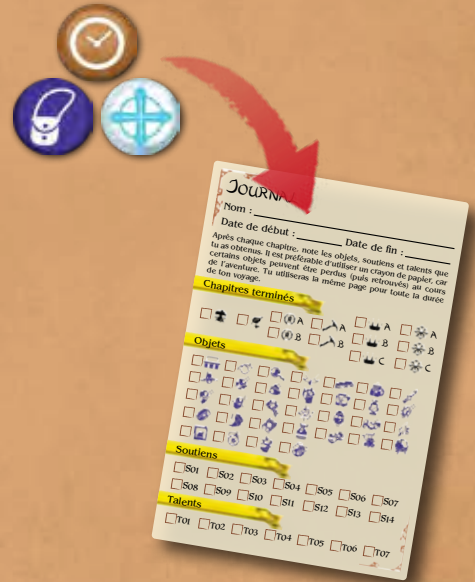 JOURNAL
Nom :
Date de début : Date de fin :
Après chaque chapitre, note les objets, soutiens et talents que
tu as obtenus. Il est préférable d'utiliser un crayon de papier, car
certains objets peuvent être perdus (puis retrouvés) au cours
de l'aventure. Tu utiliseras la même page pour toute la durée
de ton voyage.
Chapitres terminés
A A A A
B B B B
C C
Objets
Soutiens
S01 S02 S03 S04 S05 S06 S07
S08 S09 S10 S11 S12 S13 S14
Talents
T01 T02 T03 T04 T05 T06 T07